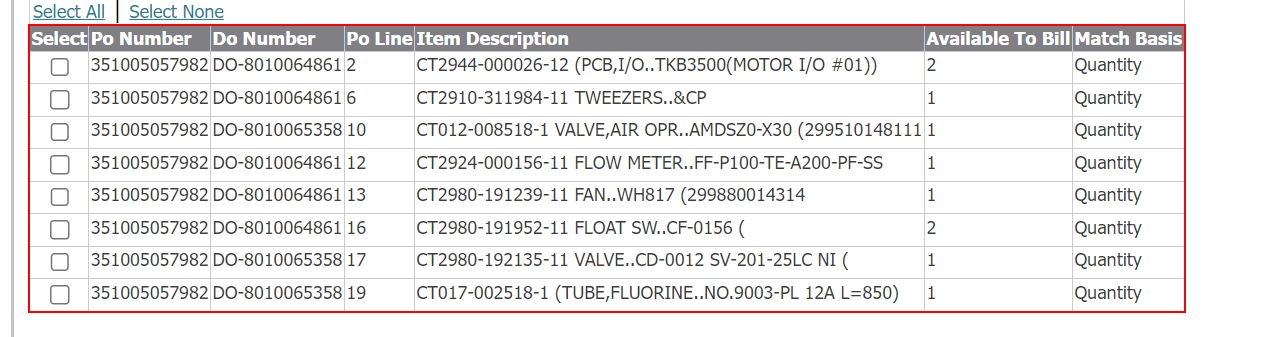 Select All | Select None
Select Po Number Do Number Po Line Item Description Available To Bill Match Basis
351005057982 DO-8010064861 2 CT2944-000026-12 (PCB,I/O..TKB3500(MOTOR I/O #01)) 2 Quantity
351005057982 DO-8010064861 6 CT2910-311984-11 TWEEZERS..&CP 1 Quantity
351005057982 DO-8010065358 10 CT012-008518-1 VALVE,AIR OPR..AMDSZ0-X30 (299510148111 1 Quantity
351005057982 DO-8010064861 12 CT2924-000156-11 FLOW METER..FF-P100-TE-A200-PF-SS 1 Quantity
351005057982 DO-8010064861 13 CT2980-191239-11 FAN..WH817 (299880014314 1 Quantity
351005057982 DO-8010064861 16 CT2980-191952-11 FLOAT SW..CF-0156 ( 2 Quantity
351005057982 DO-8010065358 17 CT2980-192135-11 VALVE..CD-0012 SV-201-25LC NI ( 1 Quantity
351005057982 DO-8010065358 19 CT017-002518-1 (TUBE,FLUORINE..NO.9003-PL 12A L=850) 1 Quantity